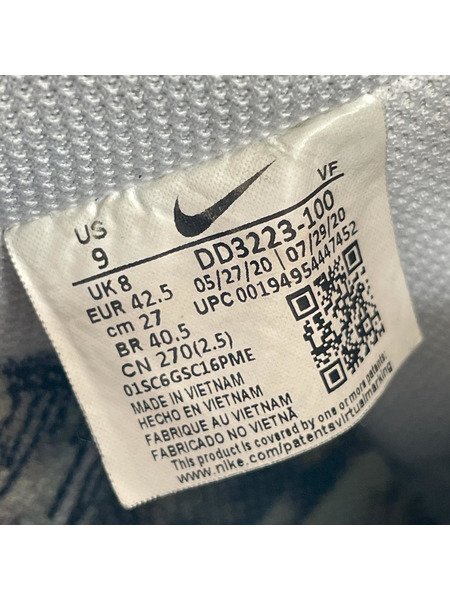 US
9
VF
UK 8
EUR 42.5
cm 27
BR 40.5
CN 270(2.5)
01SC6GSC16PME
DD3223-100
05/27/20 | 07/29/20
UPC 00194954447452
MADE IN VIETNAM
HECHO EN VIETNAM
FABRIQUE AU VIETNAM
FABRICADO NO VIETNÃ
This product is covered by one or more patents.
www.nike.com/patentsvirtualmarking